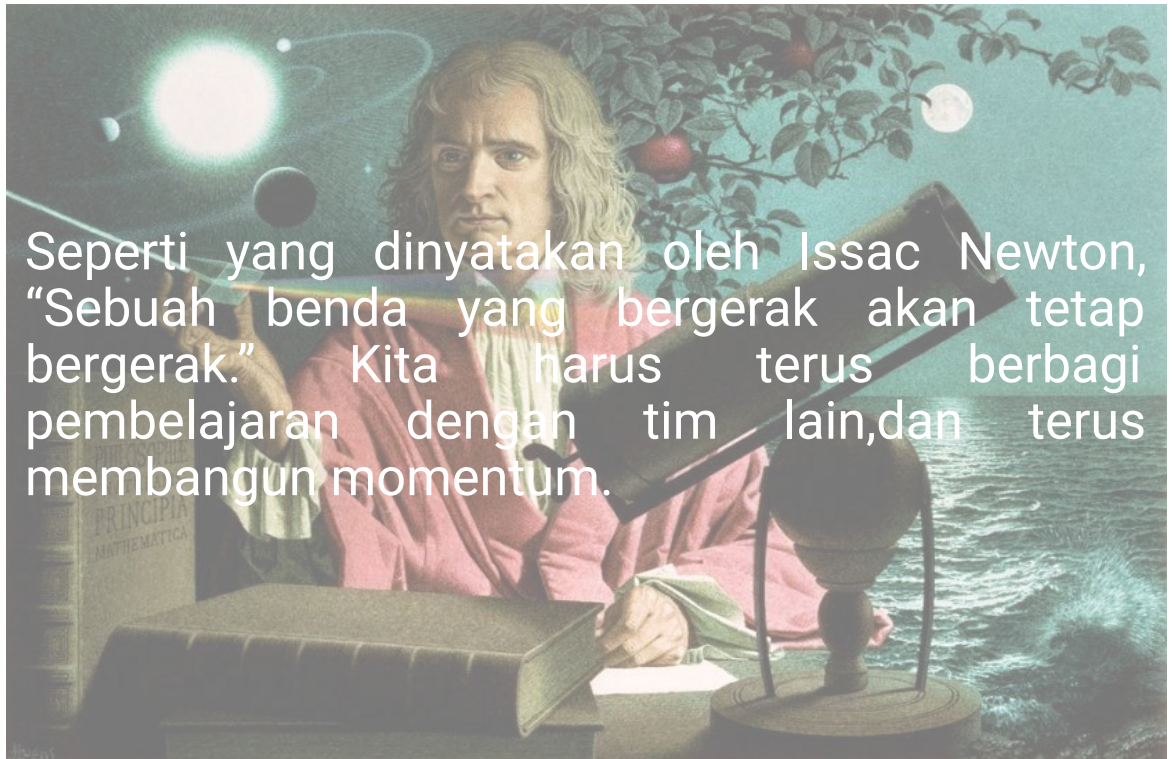 Seperti yang dinyatakan oleh Issac Newton,
“Sebuah benda yang bergerak akan tetap
bergerak.” Kita harus terus berbagi
pembelajaran dengan tim lain,dan terus
membangun momentum.
PHILOSOPHIÆ
PRINCIPIA
MATHEMATICA